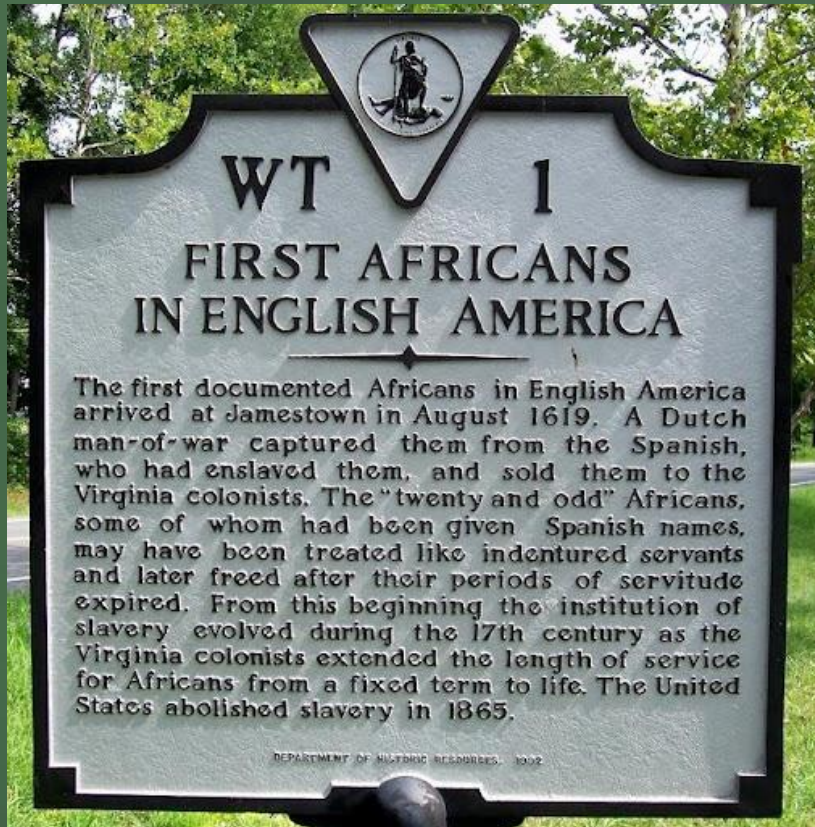 WT 1
FIRST AFRICANS
IN ENGLISH AMERICA
The first documented Africans in English America
arrived at Jamestown in August 1619. A Dutch
man-of-war captured them from the Spanish,
who had enslaved them, and sold them to the
Virginia colonists. The "twenty and odd" Africans,
some of whom had been given Spanish names,
may have been treated like indentured servants
and later freed after their periods of servitude
expired. From this beginning the institution of
slavery evolved during the 17th century as the
Virginia colonists extended the length of service
for Africans from a fixed term to life. The United
States abolished slavery in 1865.
DEPARTMENT OF HISTORIC RESOURCES, 1992